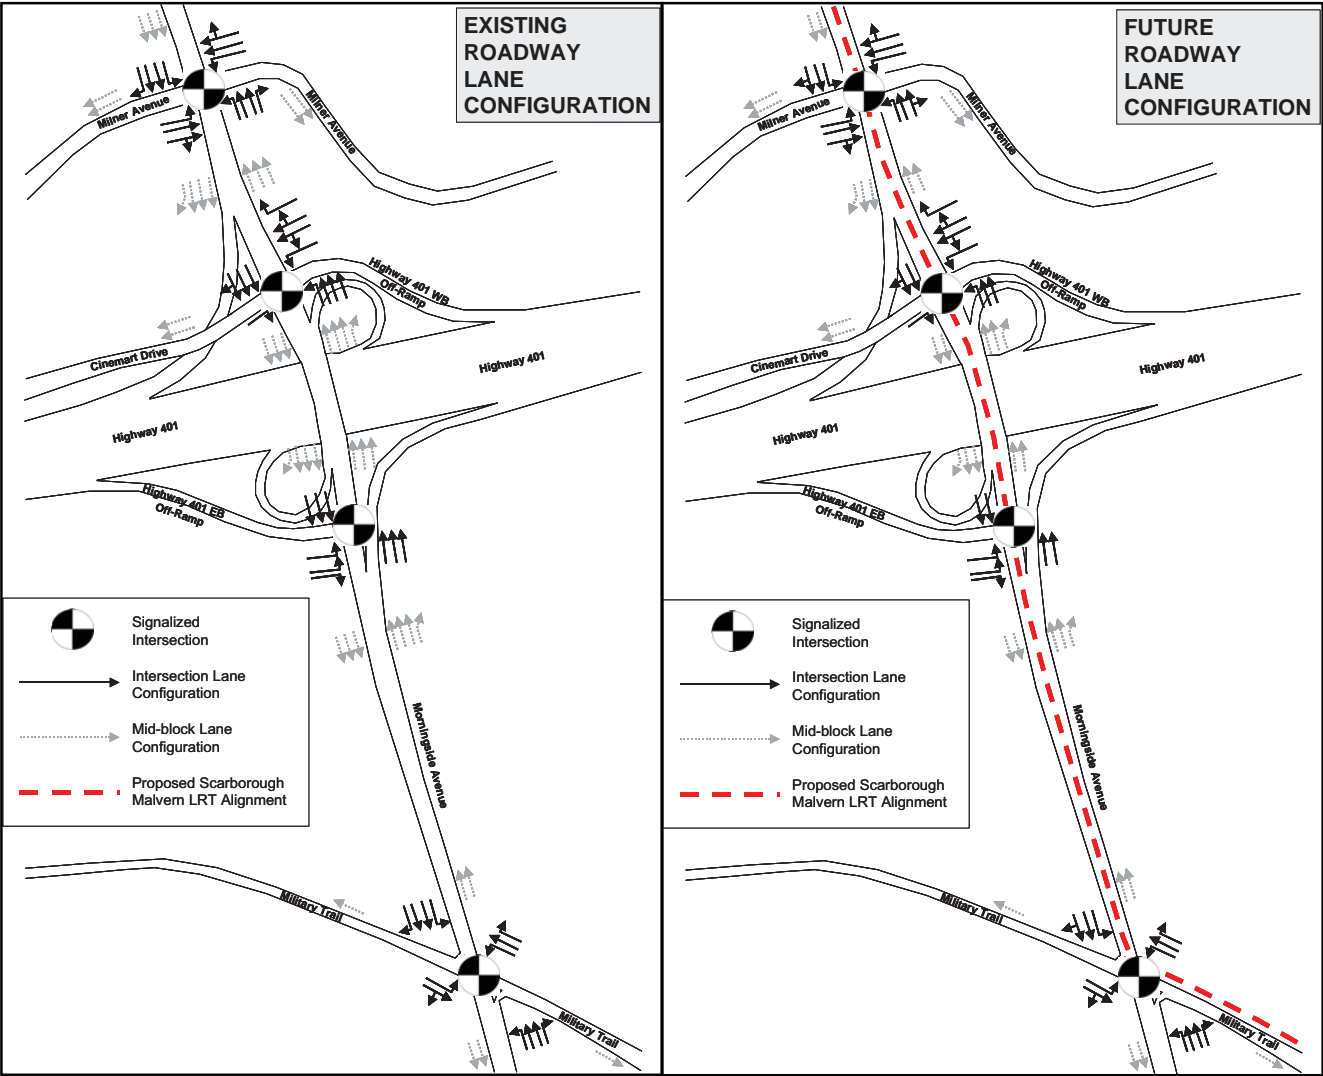 EXISTING
ROADWAY
LANE
CONFIGURATION
Milner Avenue
Milner Avenue
Highway 401 WB
Off-Ramp
Cinemart Drive
Highway 401
Highway 401
Highway 401 EB
Off-Ramp
Signalized
Intersection
Intersection Lane
Configuration
Mid-block Lane
Configuration
Proposed Scarborough
Malvern LRT Alignment
Morningside Avenue
Military Trail
Military Trail
FUTURE
ROADWAY
LANE
CONFIGURATION
Milner Avenue
Milner Avenue
Highway 401 WB
Off-Ramp
Cinemart Drive
Highway 401
Highway 401
Highway 401 EB
Off-Ramp
Signalized
Intersection
Intersection Lane
Configuration
Mid-block Lane
Configuration
Proposed Scarborough
Malvern LRT Alignment
Morningside Avenue
Military Trail
Military Trail